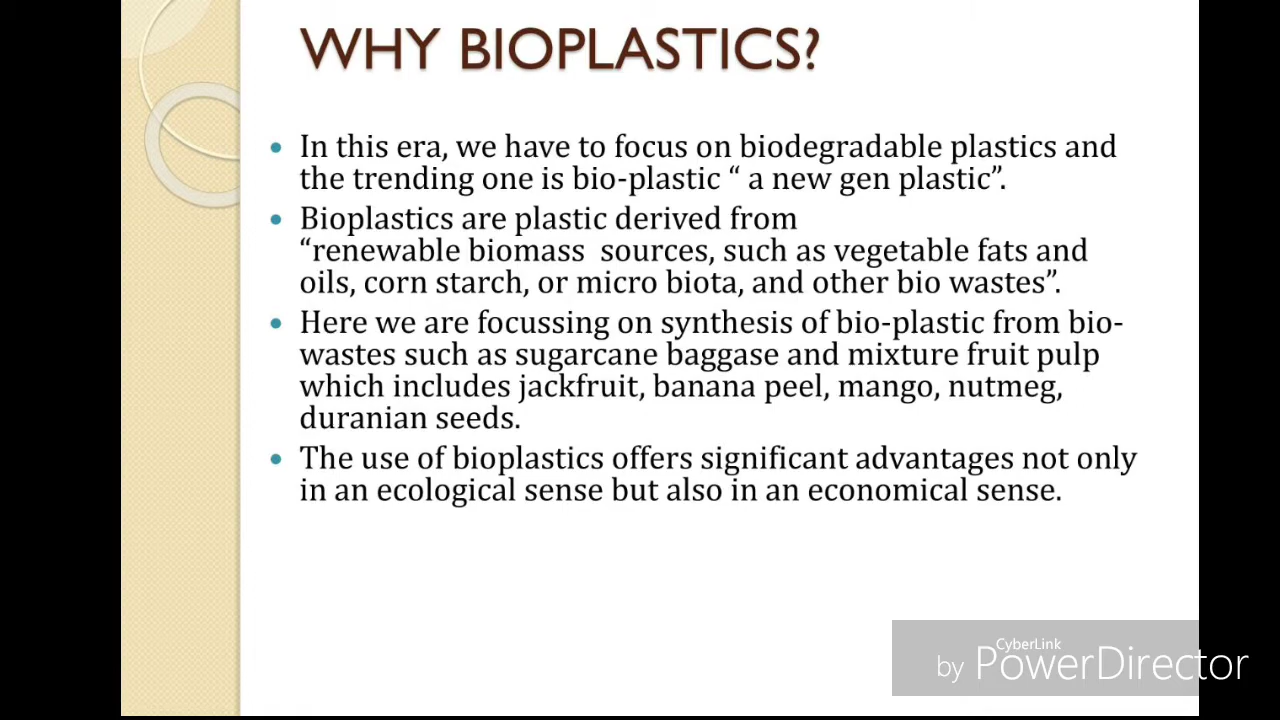 WHY BIOPLASTICS?
• In this era, we have to focus on biodegradable plastics and
the trending one is bio-plastic “ a new gen plastic”.
• Bioplastics are plastic derived from
“renewable biomass  sources, such as vegetable fats and
oils, corn starch, or micro biota, and other bio wastes”.
• Here we are focussing on synthesis of bio-plastic from bio-
wastes such as sugarcane baggase and mixture fruit pulp
which includes jackfruit, banana peel, mango, nutmeg,
duranian seeds.
• The use of bioplastics offers significant advantages not only
in an ecological sense but also in an economical sense.
CyberLink
by PowerDirector